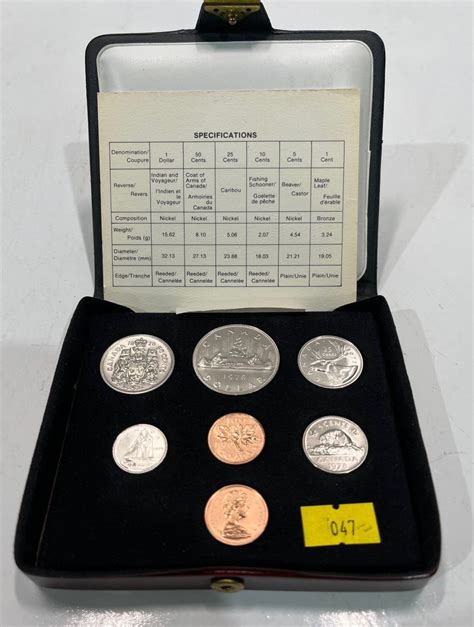 SPECIFICATIONS
Denomination/ Coupure 1 Dollar 50 Cents 25 Cents 10 Cents 5 Cents 1 Cent
Reverse/ Revers Indian and Voyageur/ l'Indien et le Voyageur Coat of Arms of Canada/ Armoiries du Canada Caribou Fishing Schooner/ Goelette de pêche Beaver/ Castor Maple Leaf/ Feuille d'érable
Composition Nickel Nickel Nickel Nickel Nickel Bronze
Weight/ Poids (g) 15.62 8.10 5.06 2.07 4.54 3.24
Diameter/ Diamètre (mm) 32.13 27.13 23.88 18.03 21.21 19.05
Edge/Tranche Reeded/ Cannelée Reeded/ Cannelée Reeded/ Cannelée Reeded/ Cannelée Plain/Unie Plain/Unie
CANADA
CANADA
DOLLAR
5 CENTS
CANADA
047